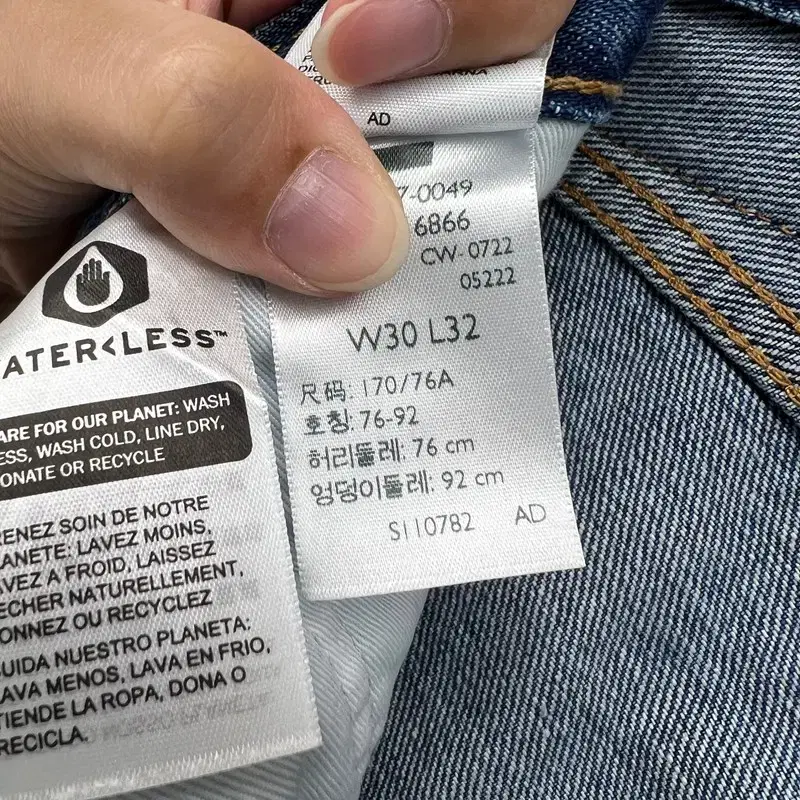 AD
7-0049
6866
CW-0722
05222
W30 L32
尺码: 170/76A
호칭: 76-92
허리둘레: 76 cm
엉덩이둘레: 92 cm
S110782 AD
ATER<LESS™
ARE FOR OUR PLANET: WASH
ESS, WASH COLD, LINE DRY,
ONATE OR RECYCLE
RENEZ SOIN DE NOTRE
LANETE: LAVEZ MOINS,
AVEZ A FROID, LAISSEZ
ECHER NATURELLEMENT,
ONNEZ OU RECYCLEZ
UIDA NUESTRO PLANETA:
LAVA MENOS, LAVA EN FRIO,
TIENDE LA ROPA, DONA O
RECICLA.